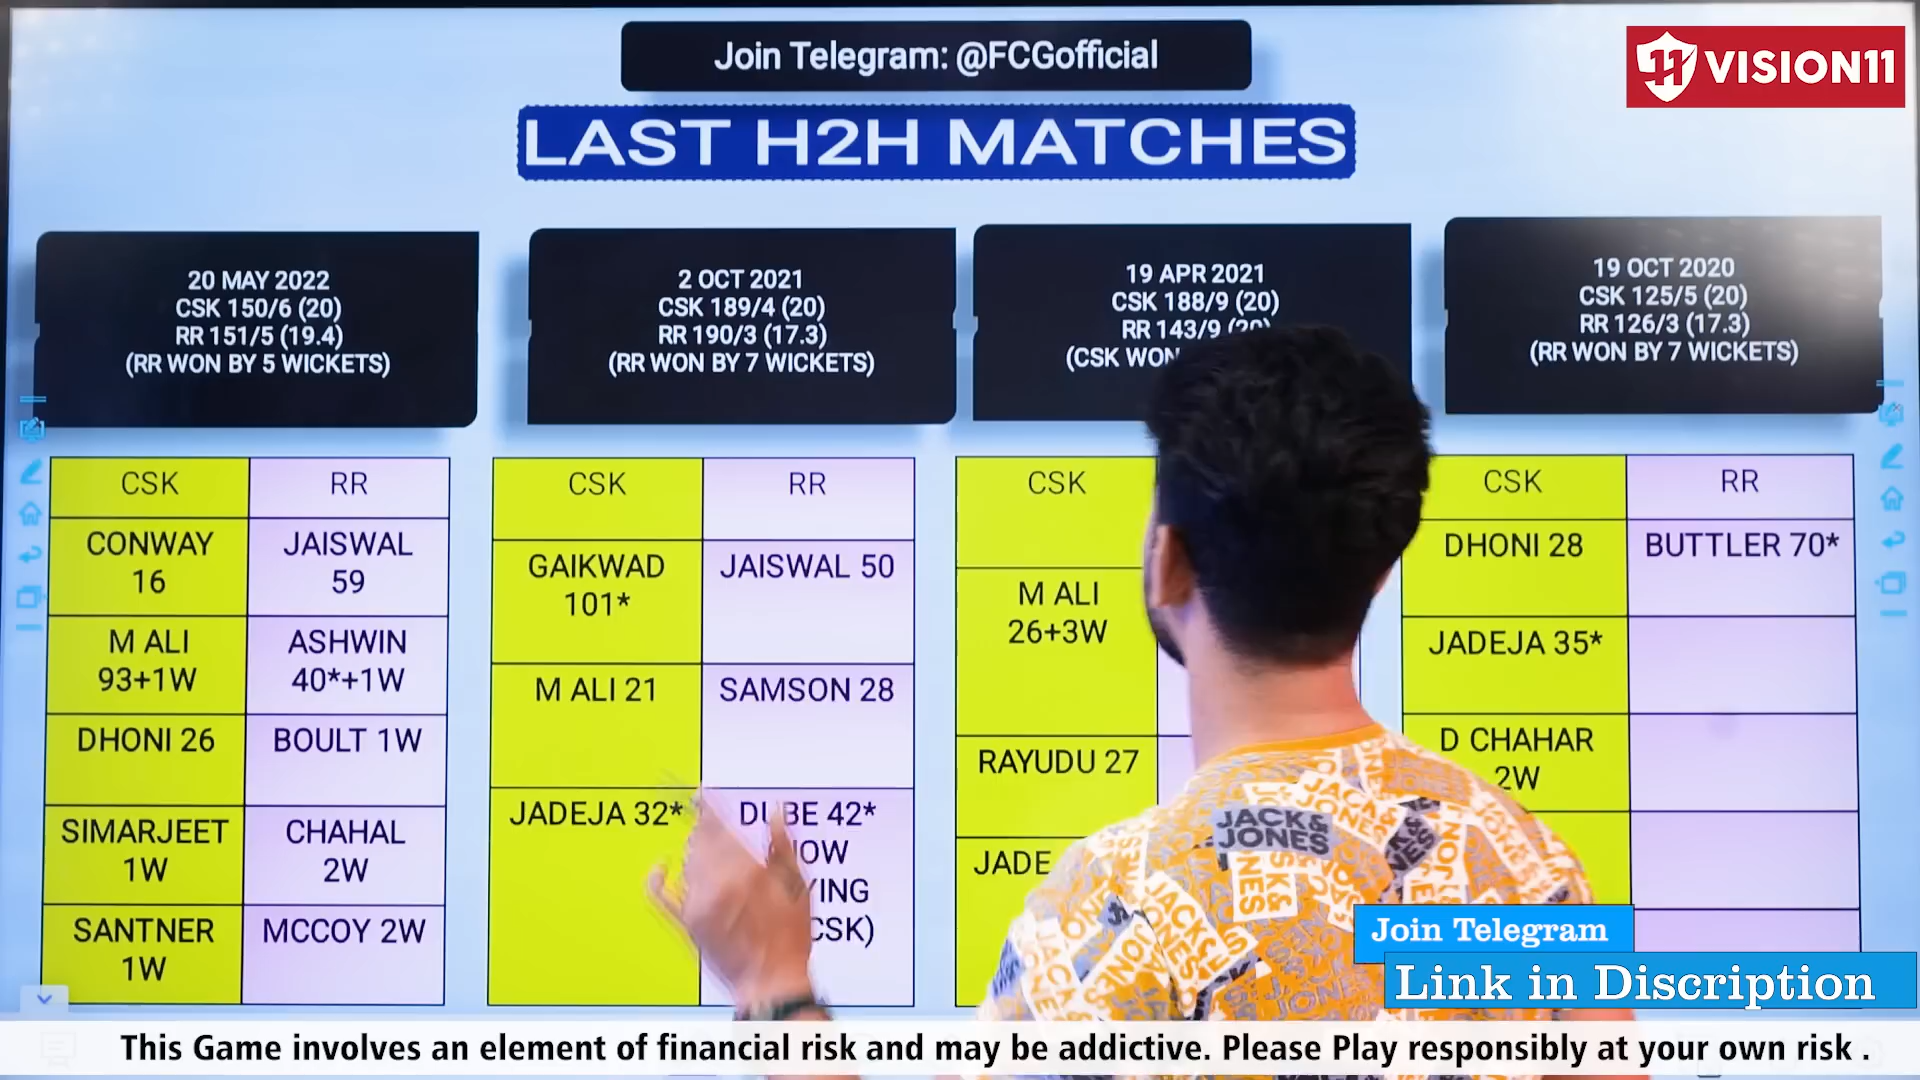 Join Telegram: @FCGofficial
VISION11
LAST H2H MATCHES
20 MAY 2022
CSK 150/6 (20)
RR 151/5 (19.4)
(RR WON BY 5 WICKETS)
2 OCT 2021
CSK 189/4 (20)
RR 190/3 (17.3)
(RR WON BY 7 WICKETS)
19 APR 2021
CSK 188/9 (20)
RR 143/9 (20)
(CSK WON
19 OCT 2020
CSK 125/5 (20)
RR 126/3 (17.3)
(RR WON BY 7 WICKETS)
CSK RR
CONWAY JAISWAL
16 59
M ALI ASHWIN
93+1W 40*+1W
DHONI 26 BOULT 1W
SIMARJEET CHAHAL
1W 2W
SANTNER MCCOY 2W
1W
CSK RR
GAIKWAD JAISWAL 50
101*
M ALI 21 SAMSON 28
JADEJA 32* DUBE 42*
CSK)
CSK
M ALI
26+3W
RAYUDU 27
CSK RR
DHONI 28 BUTTLER 70*
JADEJA 35*
D CHAHAR
2W
JACK&
JONES
Join Telegram
Link in Discription
This Game involves an element of financial risk and may be addictive. Please Play responsibly at your own risk .